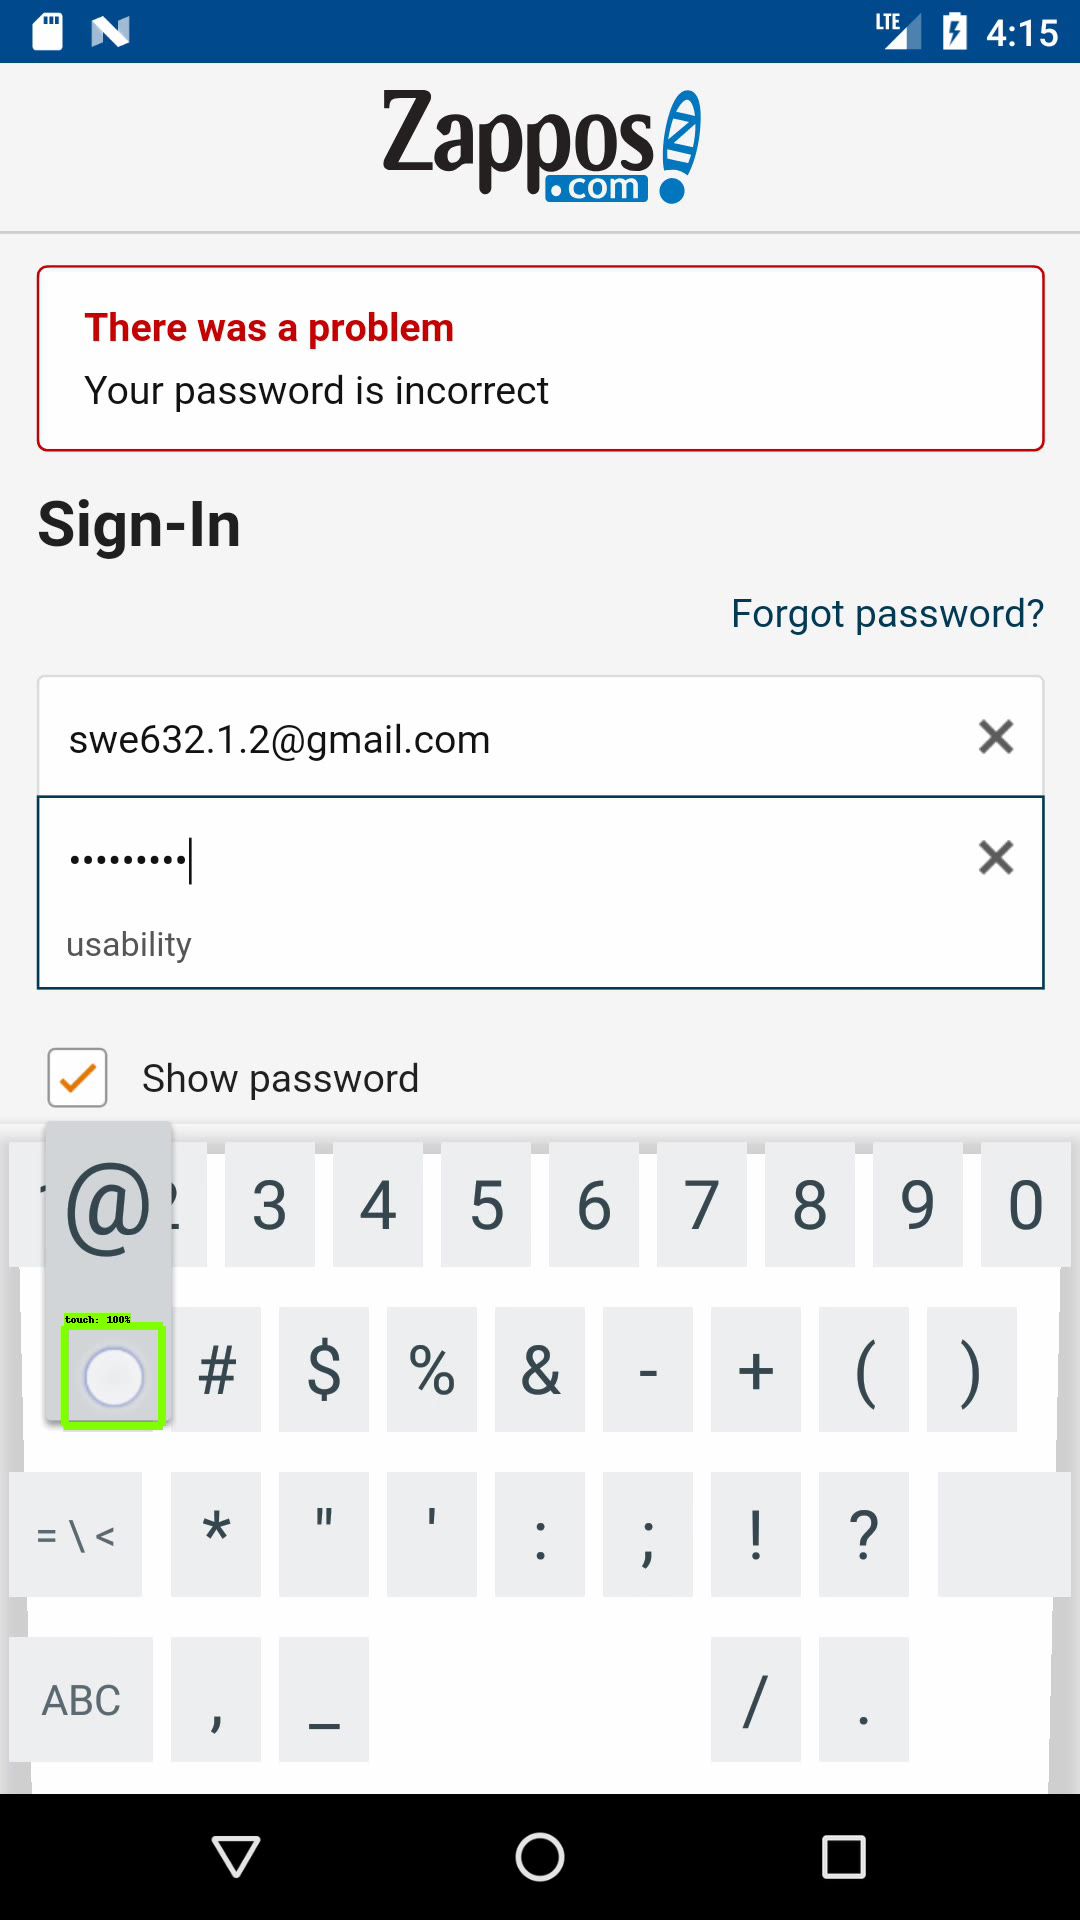 LTE 4:15
Zappos
.com
There was a problem
Your password is incorrect
Sign-In
Forgot password?
swe632.1.2@gmail.com
•••••••••
usability
Show password
@ 2 3 4 5 6 7 8 9 0
touch: 100%
# $ % & - + ( )
= \ < * " ' : ; ! ?
ABC , _ / .